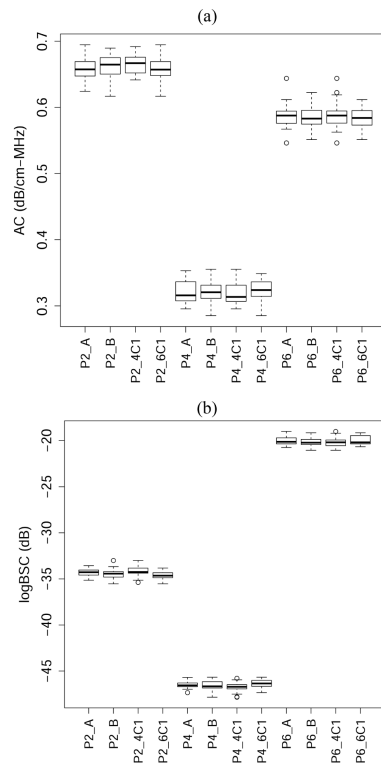 (a)
0.7
0.6
0.5
0.4
0.3
AC (dB/cm−MHz)
P2_A
P2_B
P2_4C1
P2_6C1
P4_A
P4_B
P4_4C1
P4_6C1
P6_A
P6_B
P6_4C1
P6_6C1
(b)
−20
−25
−30
−35
−45
logBSC (dB)
P2_A
P2_B
P2_4C1
P2_6C1
P4_A
P4_B
P4_4C1
P4_6C1
P6_A
P6_B
P6_4C1
P6_6C1